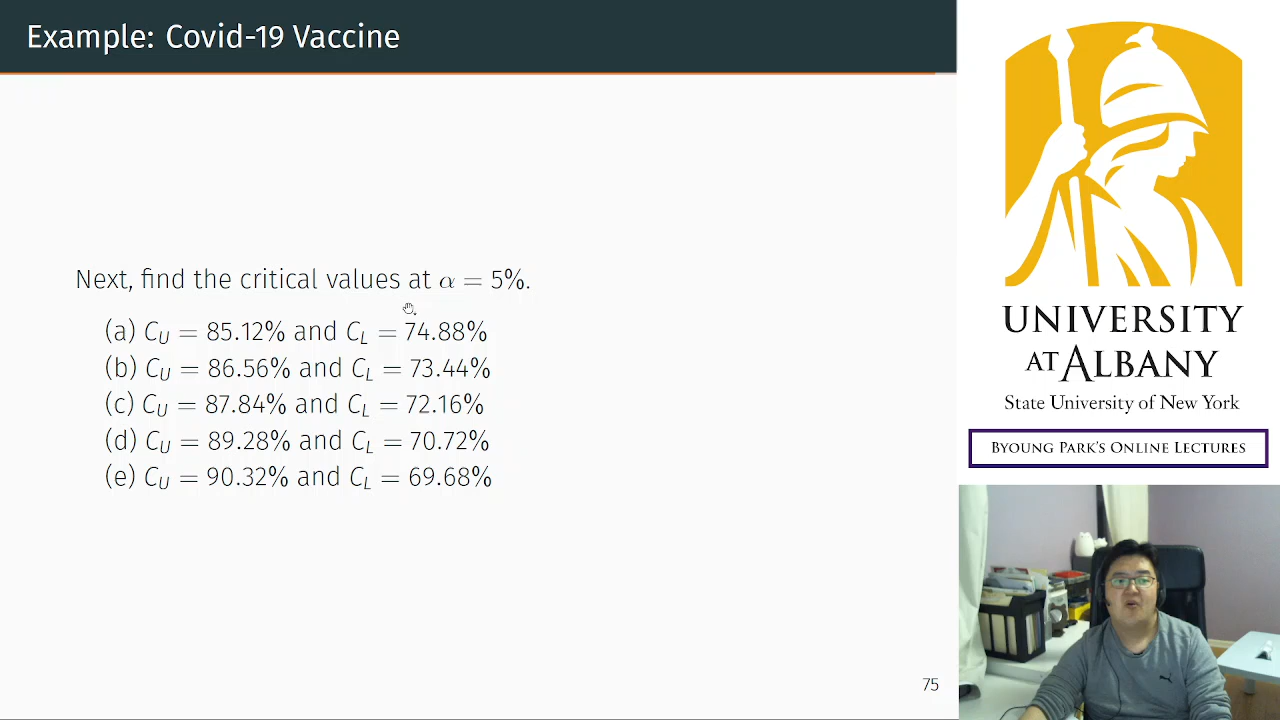 Example: Covid-19 Vaccine
Next, find the critical values at α = 5%.
(a) C_U = 85.12% and C_L = 74.88%
(b) C_U = 86.56% and C_L = 73.44%
(c) C_U = 87.84% and C_L = 72.16%
(d) C_U = 89.28% and C_L = 70.72%
(e) C_U = 90.32% and C_L = 69.68%
75
UNIVERSITY
AT ALBANY
State University of New York
BYOUNG PARK'S ONLINE LECTURES